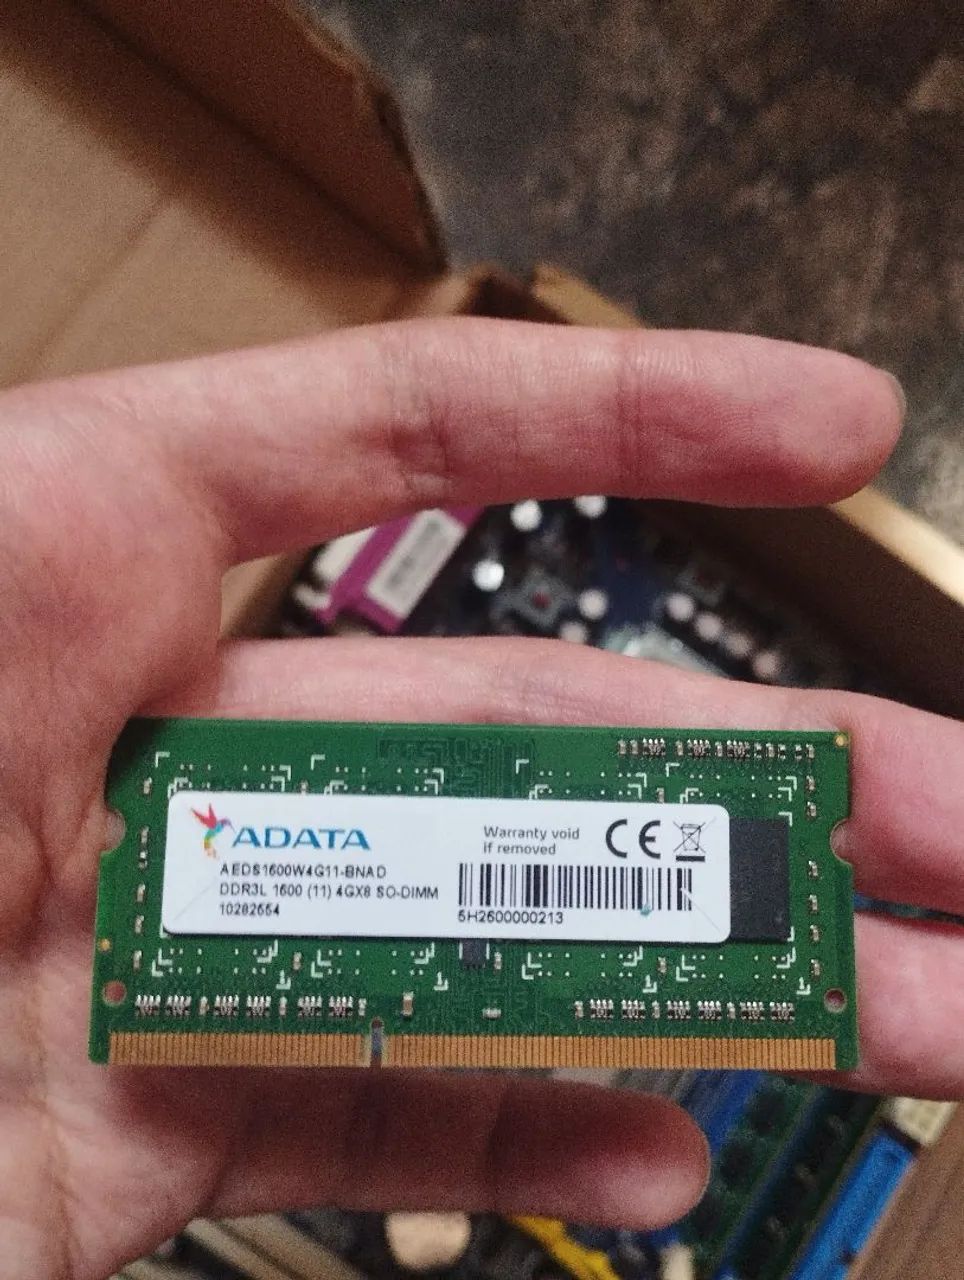 ADATA
Warranty void
if removed
CE
AEDS1600W4G11-BNAD
DDR3L 1600 (11) 4GX8 SO-DIMM
10282654
5H2600000213